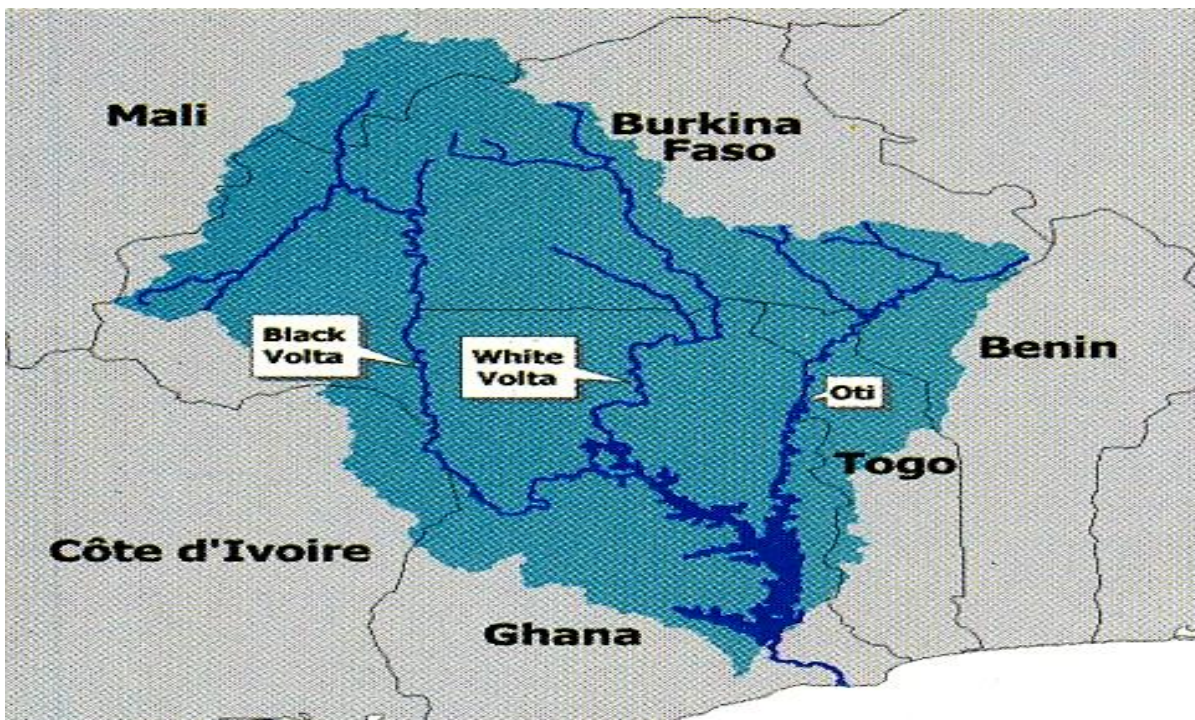 Mali
Burkina
Faso
Black
Volta
White
Volta
Benin
Oti
Togo
Côte d'Ivoire
Ghana